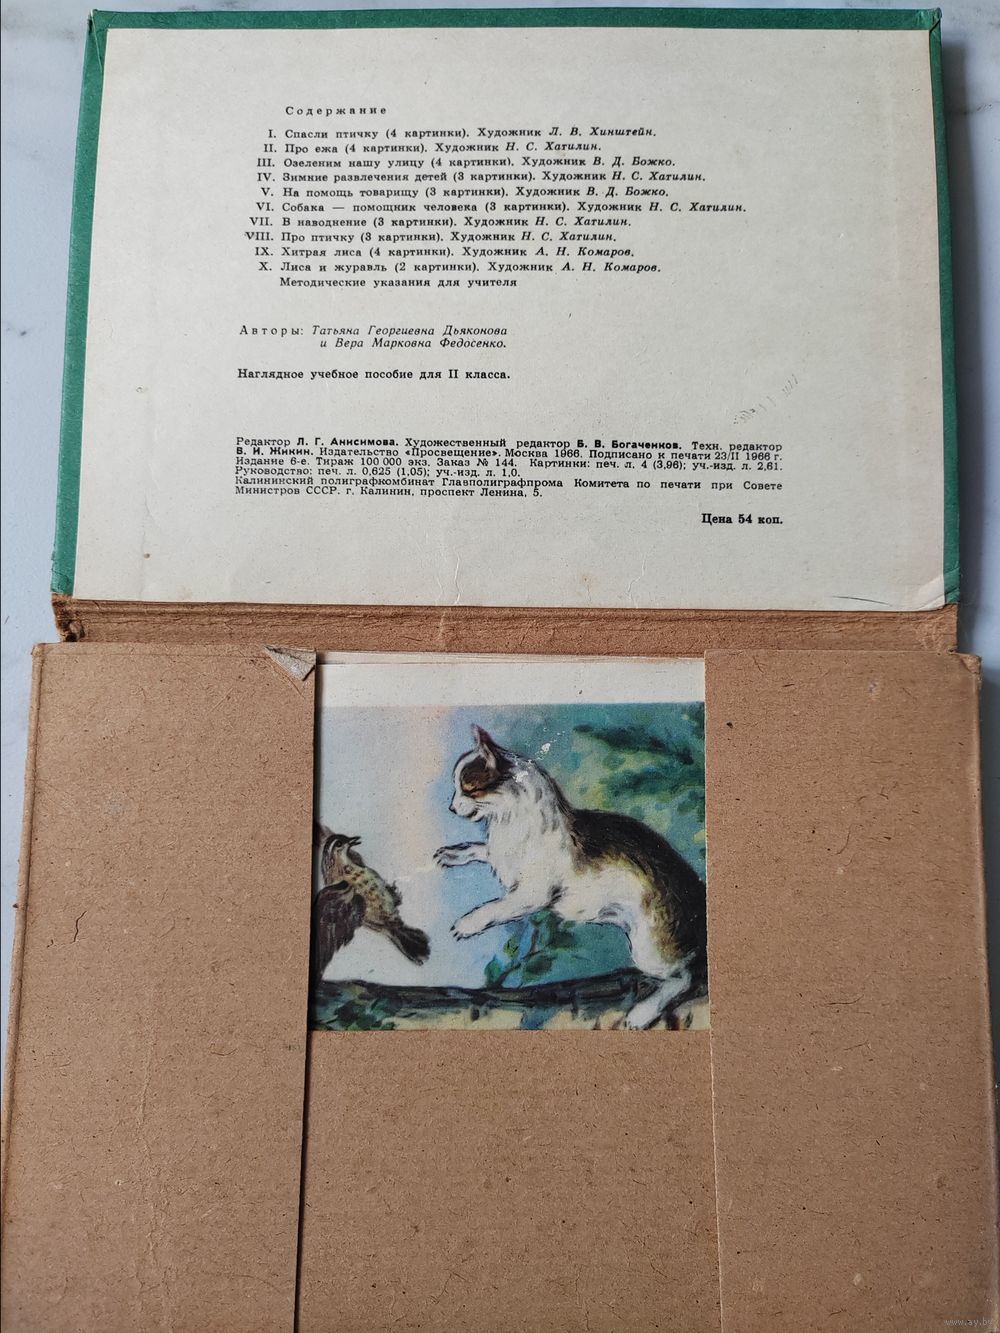 Содержание
I. Спасли птичку (4 картинки). Художник Л. В. Хинштейн.
II. Про ежа (4 картинки). Художник Н. С. Хатилин.
III. Озеленим нашу улицу (4 картинки). Художник В. Д. Божко.
IV. Зимние развлечения детей (3 картинки). Художник Н. С. Хатилин.
V. На помощь товарищу (3 картинки). Художник В. Д. Божко.
VI. Собака — помощник человека (3 картинки). Художник Н. С. Хатилин.
VII. В наводнение (3 картинки). Художник Н. С. Хатилин.
VIII. Про птичку (3 картинки). Художник Н. С. Хатилин.
IX. Хитрая лиса (4 картинки). Художник А. Н. Комаров.
X. Лиса и журавль (2 картинки). Художник А. Н. Комаров.
Методические указания для учителя
Авторы: Татьяна Георгиевна Дьяконова
и Вера Марковна Федосенко.
Наглядное учебное пособие для II класса.
Редактор Л. Г. Анисимова. Художественный редактор Б. В. Богаченков. Техн. редактор
В. И. Жикин. Издательство «Просвещение». Москва 1966. Подписано к печати 23/II 1966 г.
Издание 6-е. Тираж 100 000 экз. Заказ № 144. Картинки: печ. л. 4 (3,96); уч.-изд. л. 2,61.
Руководство: печ. л. 0,625 (1,05); уч.-изд. л. 1,0.
Калининский полиграфкомбинат Главполиграфпрома Комитета по печати при Совете
Министров СССР. г. Калинин, проспект Ленина, 5.
Цена 54 коп.
www.ay.by